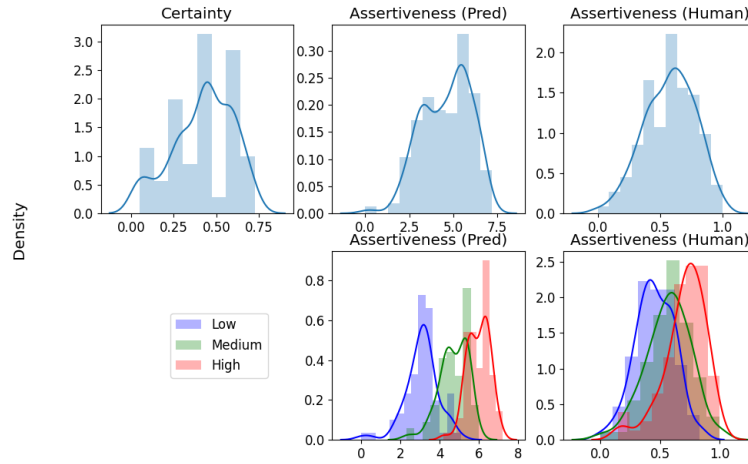 Certainty
Assertiveness (Pred)
Assertiveness (Human)
3.0
2.5
2.0
1.5
1.0
0.5
0.0
0.00 0.25 0.50 0.75
0.30
0.25
0.20
0.15
0.10
0.05
0.00
0.0 2.5 5.0 7.5
2.0
1.5
1.0
0.5
0.0
0.0 0.5 1.0
Density
Assertiveness (Pred)
Assertiveness (Human)
Low
Medium
High
0.8
0.6
0.4
0.2
0.0
0 2 4 6 8
2.5
2.0
1.5
1.0
0.5
0.0
0.0 0.5 1.0